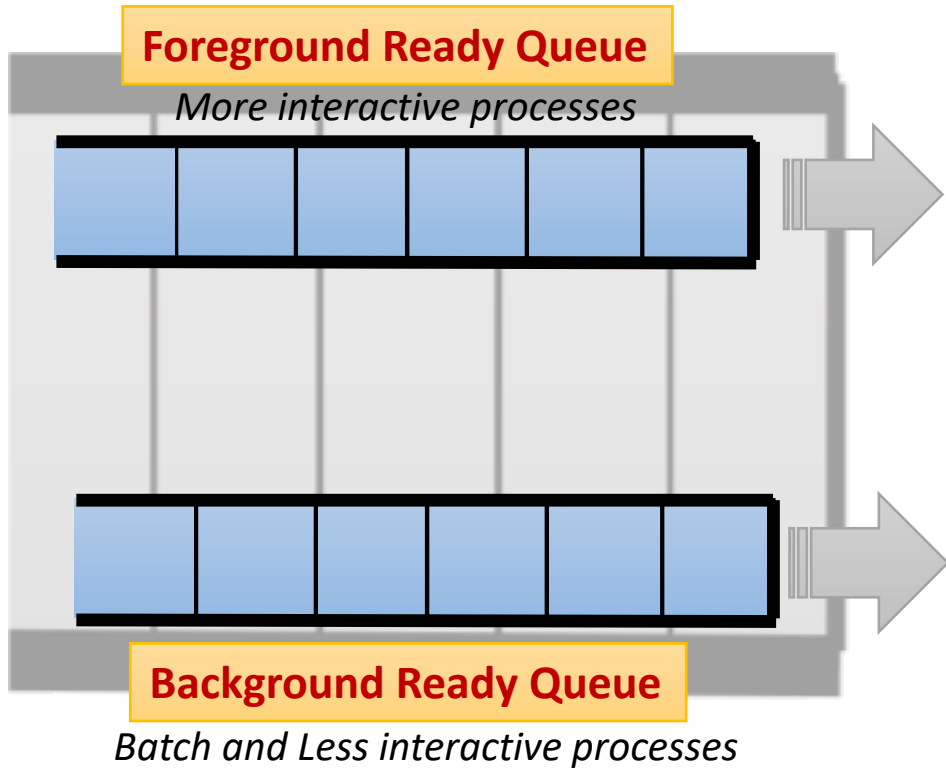 Foreground Ready Queue
More interactive processes
Background Ready Queue
Batch and Less interactive processes